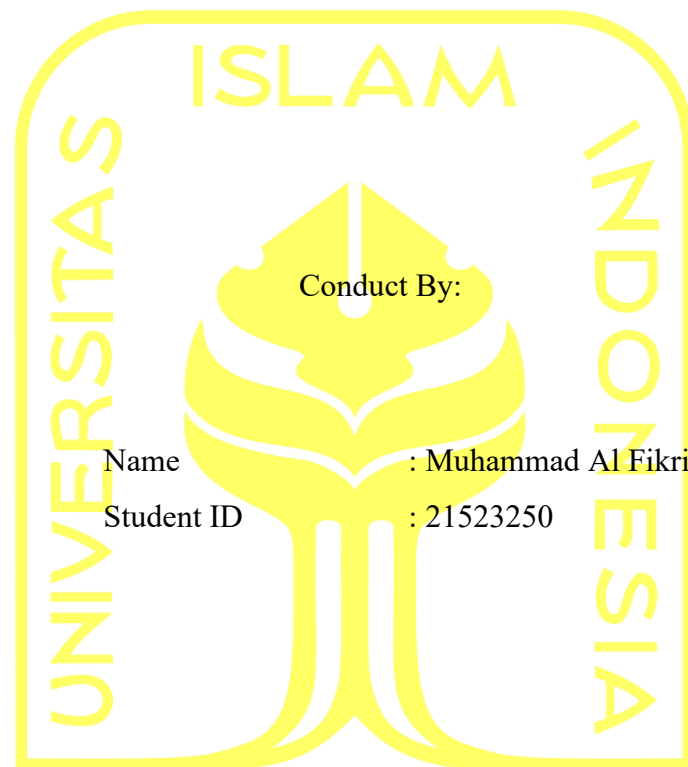 ISLAM
UNIVERSITAS
INDONESIA
Conduct By:
Name : Muhammad Al Fikri
Student ID : 21523250